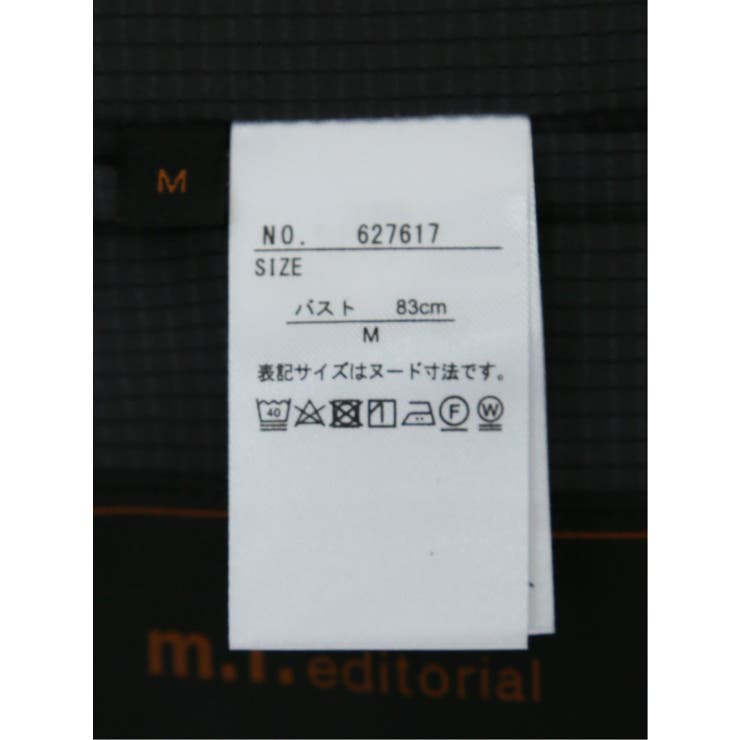 M
NO. 627617
SIZE
バスト 83cm
M
表記サイズはヌード寸法です。
40 F W
m.f.editorial